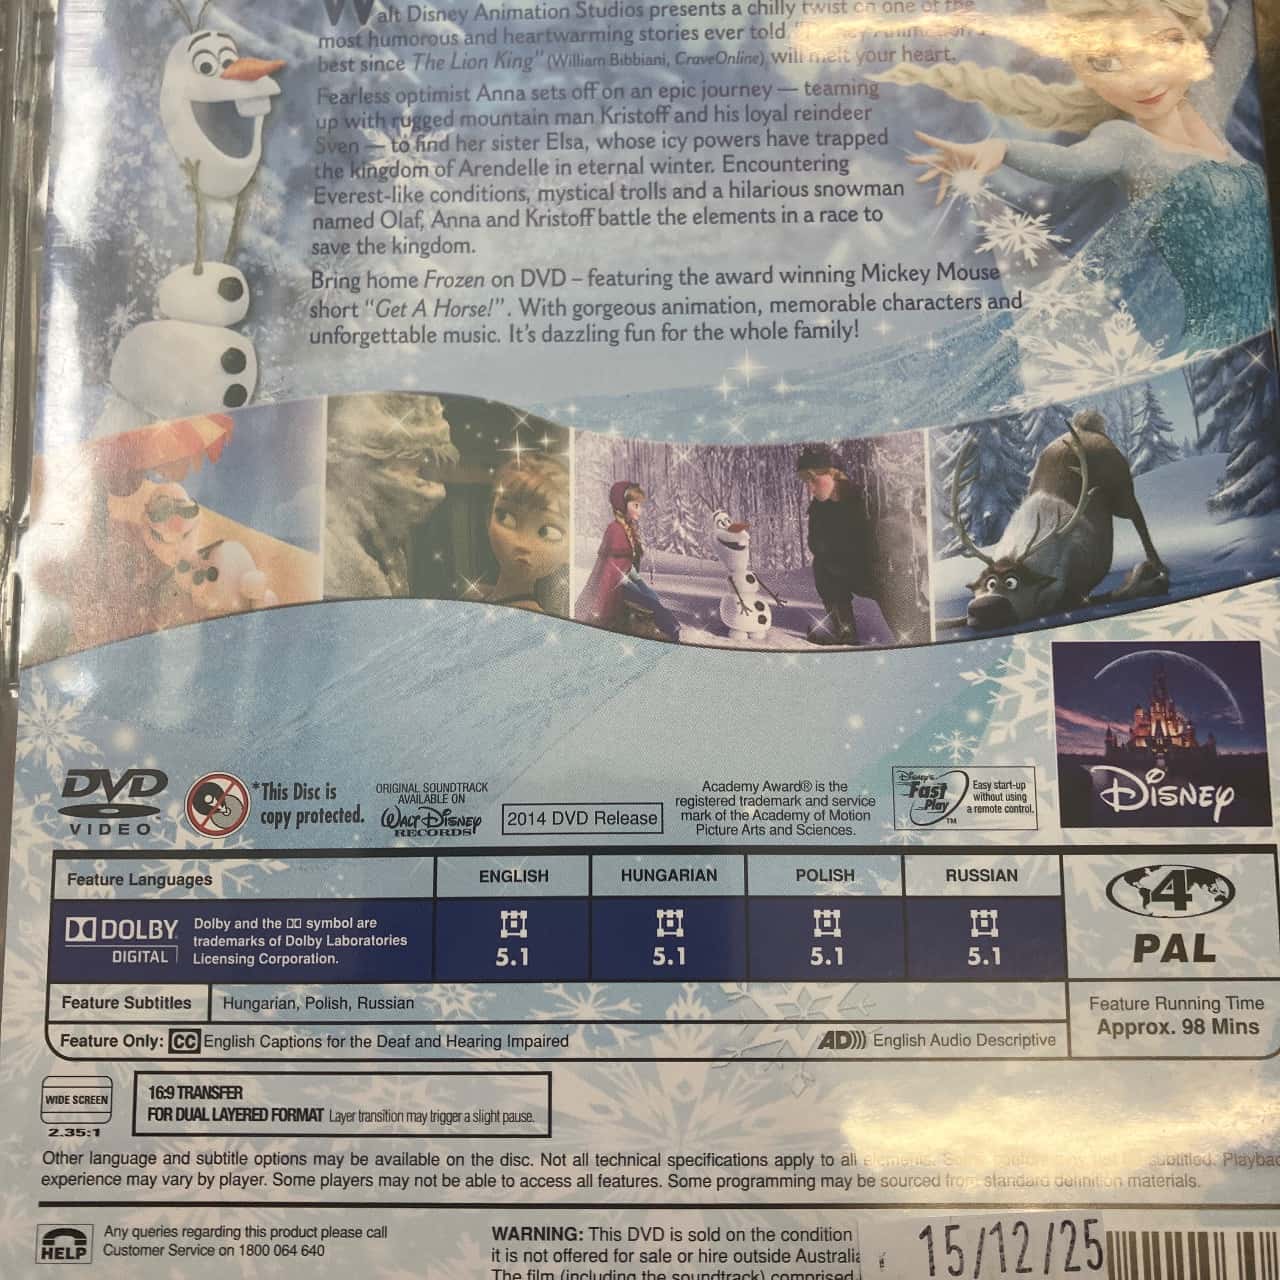 Walt Disney Animation Studios presents a chilly twist on one of the
most humorous and heartwarming stories ever told.
best since The Lion King" (William Bibbiani, CraveOnline) will melt your heart.
Fearless optimist Anna sets off on an epic journey — teaming
up with rugged mountain man Kristoff and his loyal reindeer
Sven — to find her sister Elsa, whose icy powers have trapped
the kingdom of Arendelle in eternal winter. Encountering
Everest-like conditions, mystical trolls and a hilarious snowman
named Olaf, Anna and Kristoff battle the elements in a race to
save the kingdom.
Bring home Frozen on DVD – featuring the award winning Mickey Mouse
short "Get A Horse!". With gorgeous animation, memorable characters and
unforgettable music. It's dazzling fun for the whole family!
DVD
VIDEO
*This Disc is
copy protected.
ORIGINAL SOUNDTRACK
AVAILABLE ON
WALT DISNEY
RECORDS
2014 DVD Release
Academy Award® is the
registered trademark and service
mark of the Academy of Motion
Picture Arts and Sciences.
Disney's
Fast
Play
TM
Easy start-up
without using
a remote control.
DISNEY
Feature Languages
ENGLISH
HUNGARIAN
POLISH
RUSSIAN
DOLBY
DIGITAL
Dolby and the DD symbol are
trademarks of Dolby Laboratories
Licensing Corporation.
5.1
5.1
5.1
5.1
4
PAL
Feature Subtitles
Hungarian, Polish, Russian
Feature Running Time
Approx. 98 Mins
Feature Only: CC English Captions for the Deaf and Hearing Impaired
AD))) English Audio Descriptive
WIDE SCREEN
2.35:1
16:9 TRANSFER
FOR DUAL LAYERED FORMAT Layer transition may trigger a slight pause.
Other language and subtitle options may be available on the disc. Not all technical specifications apply to all elements. subtitled. Playbac
experience may vary by player. Some players may not be able to access all features. Some programming may be sourced from standard definition materials.
HELP
Any queries regarding this product please call
Customer Service on 1800 064 640
WARNING: This DVD is sold on the condition
it is not offered for sale or hire outside Australia
The film (including the soundtrack) comprised
15/12/25